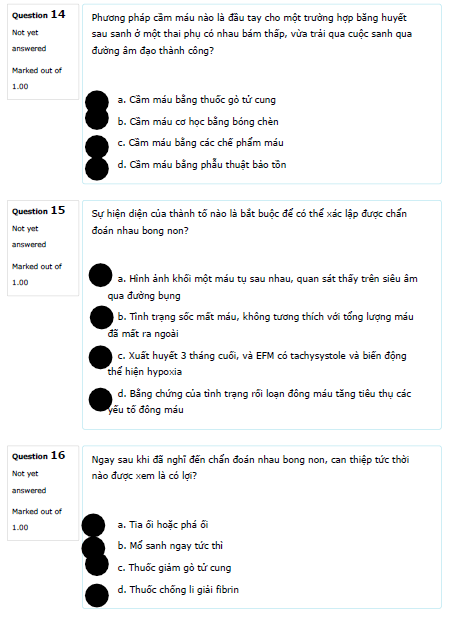 Question 14
Not yet
answered
Marked out of
1.00
Phương pháp cầm máu nào là đầu tay cho một trường hợp băng huyết
sau sanh ở một thai phụ có nhau bám thấp, vừa trải qua cuộc sanh qua
đường âm đạo thành công?
a. Cầm máu bằng thuốc gò tử cung
b. Cầm máu cơ học bằng bóng chèn
c. Cầm máu bằng các chế phẩm máu
d. Cầm máu bằng phẫu thuật bảo tồn
Question 15
Not yet
answered
Marked out of
1.00
Sự hiện diện của thành tố nào là bắt buộc để có thể xác lập được chẩn
đoán nhau bong non?
a. Hình ảnh khối một máu tụ sau nhau, quan sát thấy trên siêu âm
qua đường bụng
b. Tình trạng sốc mất máu, không tương thích với tổng lượng máu
đã mất ra ngoài
c. Xuất huyết 3 tháng cuối, và EFM có tachysystole và biến động
thể hiện hypoxia
d. Bằng chứng của tình trạng rối loạn đông máu tăng tiêu thụ các
yếu tố đông máu
Question 16
Not yet
answered
Marked out of
1.00
Ngay sau khi đã nghĩ đến chẩn đoán nhau bong non, can thiệp tức thời
nào được xem là có lợi?
a. Tia ối hoặc phá ối
b. Mổ sanh ngay tức thì
c. Thuốc giảm gò tử cung
d. Thuốc chống li giải fibrin